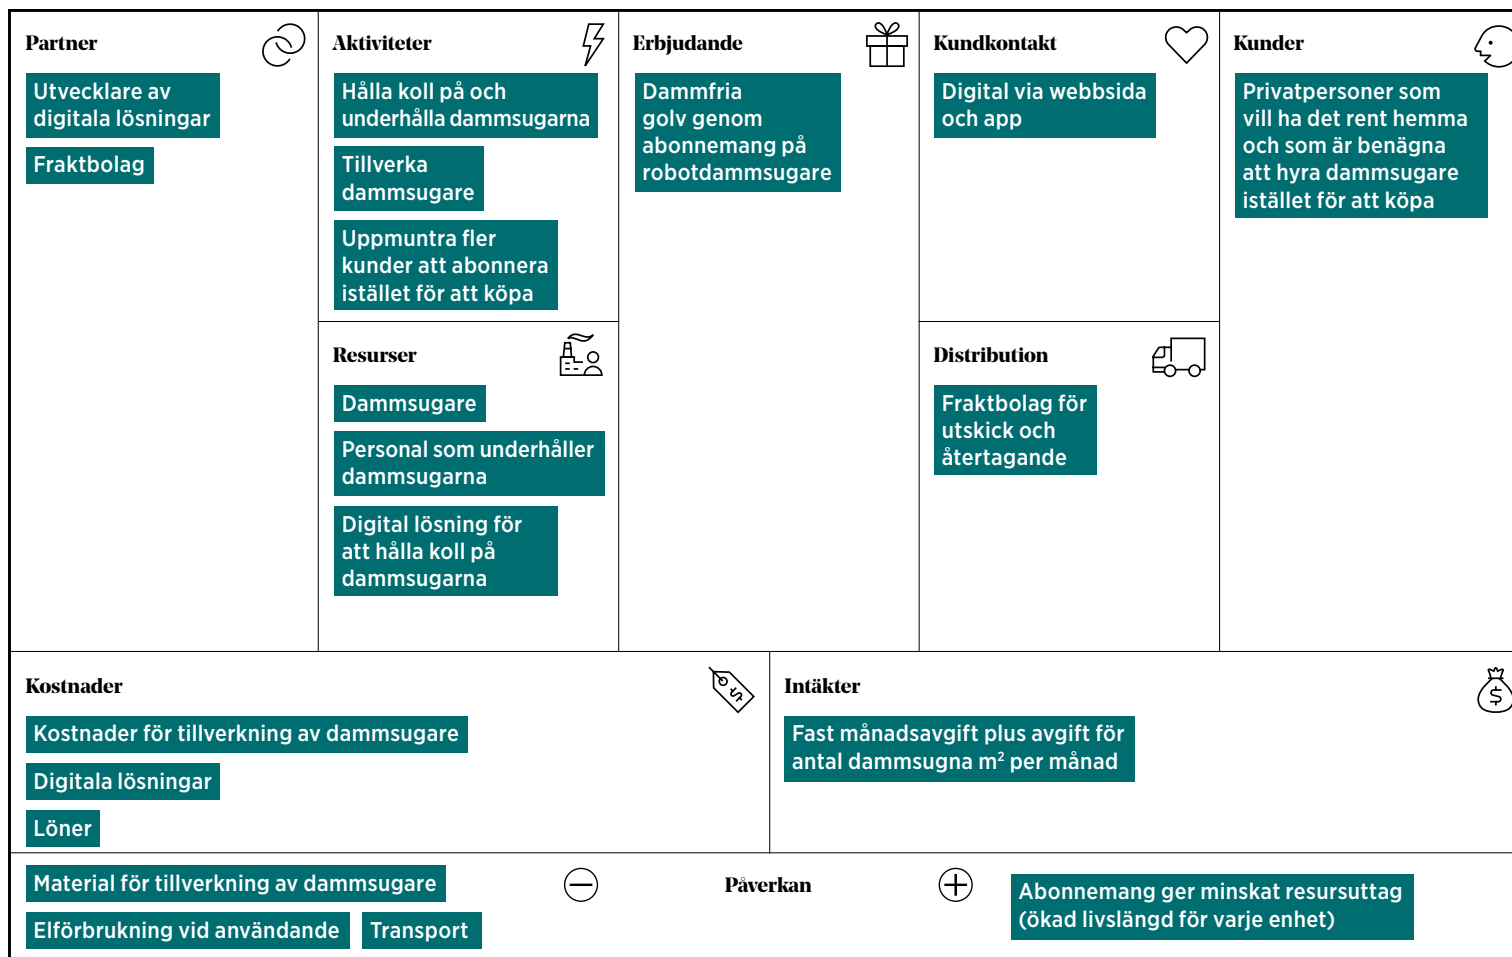 Partner
Utvecklare av
digitala lösningar
Fraktbolag
Aktiviteter
Hålla koll på och
underhålla dammsugarna
Tillverka
dammsugare
Uppmuntra fler
kunder att abonnera
istället för att köpa
Resurser
Dammsugare
Personal som underhåller
dammsugarna
Digital lösning för
att hålla koll på
dammsugarna
Erbjudande
Dammfria
golv genom
abonnemang på
robotdammsugare
Kundkontakt
Digital via webbsida
och app
Distribution
Fraktbolag för
utskick och
återtagande
Kunder
Privatpersoner som
vill ha det rent hemma
och som är benägna
att hyra dammsugare
istället för att köpa
Kostnader
$
Kostnader för tillverkning av dammsugare
Digitala lösningar
Löner
Intäkter
$
Fast månadsavgift plus avgift för
antal dammsugna m² per månad
Påverkan
Material för tillverkning av dammsugare
Elförbrukning vid användande
Transport
Abonnemang ger minskat resursuttag
(ökad livslängd för varje enhet)